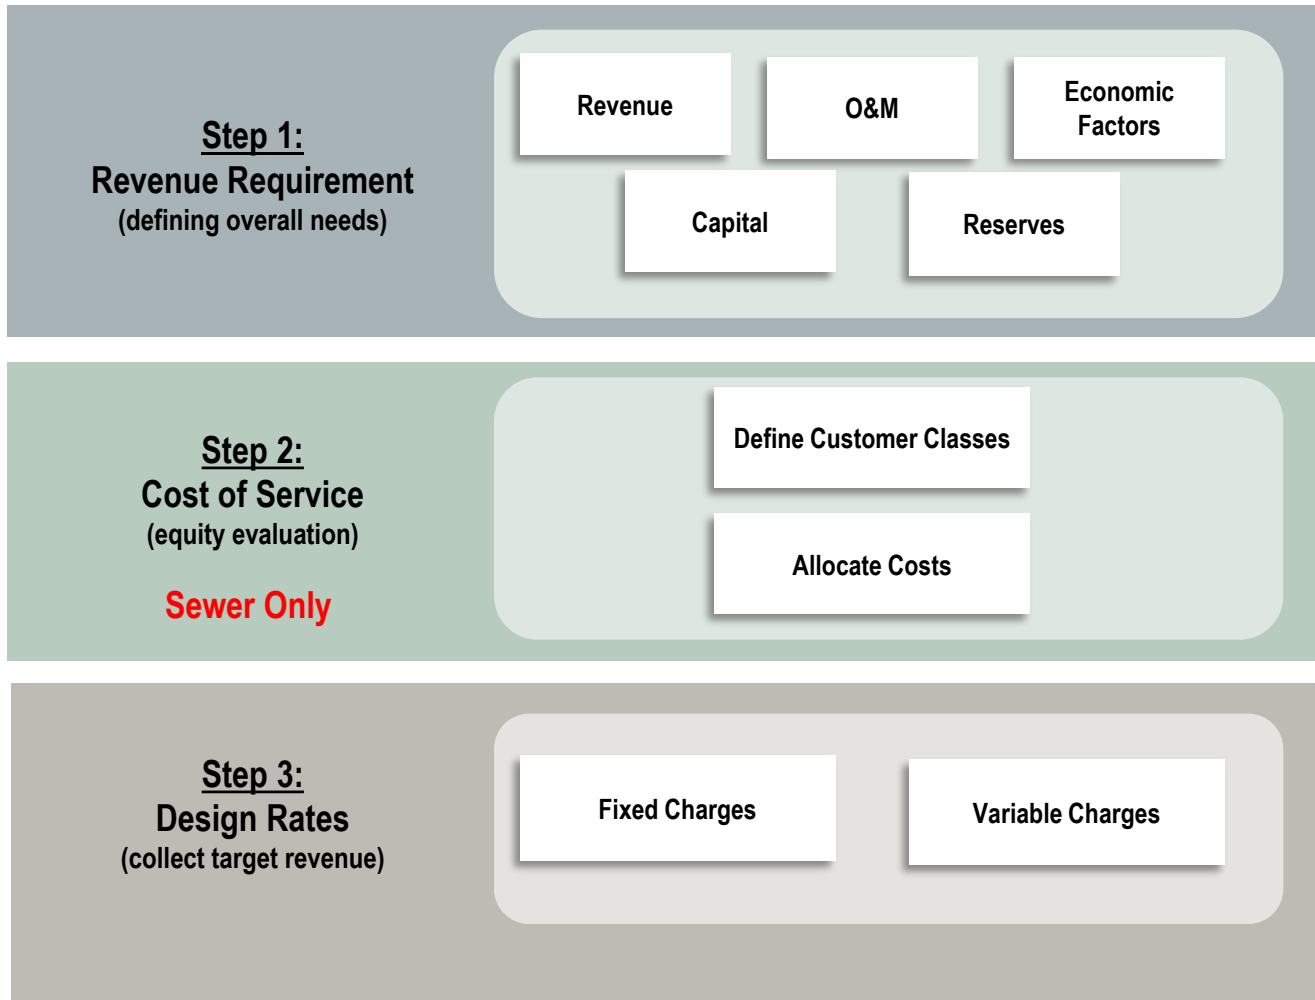 Step 1:
Revenue Requirement
(defining overall needs)
Revenue
O&M
Economic
Factors
Capital
Reserves
Step 2:
Cost of Service
(equity evaluation)
Sewer Only
Define Customer Classes
Allocate Costs
Step 3:
Design Rates
(collect target revenue)
Fixed Charges
Variable Charges